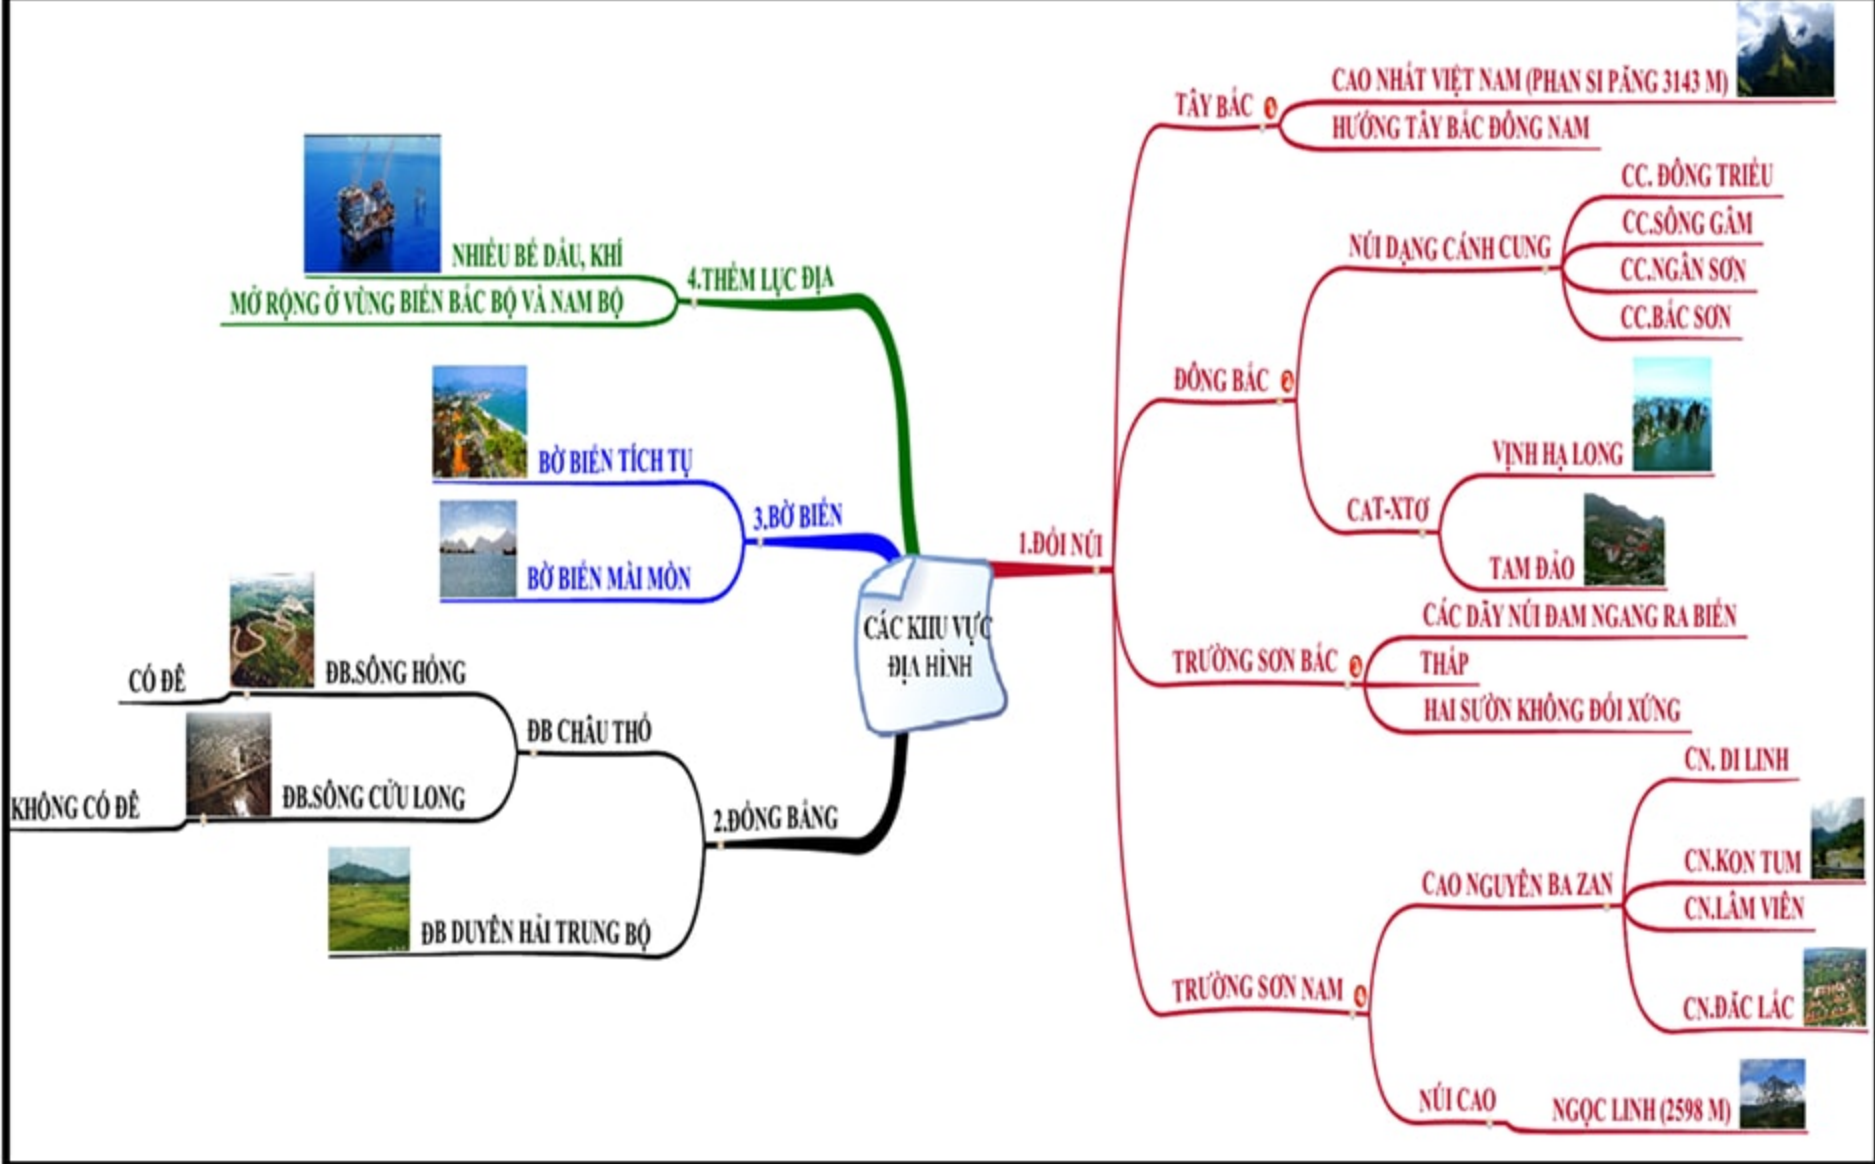 CÁC KHU VỰC
ĐỊA HÌNH
1.ĐỒI NÚI
TÂY BẮC
CAO NHẤT VIỆT NAM (PHAN SI PĂNG 3143 M)
HƯỚNG TÂY BẮC ĐÔNG NAM
ĐÔNG BẮC
NÚI DẠNG CÁNH CUNG
CC. ĐÔNG TRIỀU
CC.SÔNG GÂM
CC.NGÂN SƠN
CC.BẮC SƠN
CAT-XTƠ
VỊNH HẠ LONG
TAM ĐẢO
TRƯỜNG SƠN BẮC
CÁC DÃY NÚI ĐAM NGANG RA BIỂN
THẤP
HAI SƯỜN KHÔNG ĐỐI XỨNG
TRƯỜNG SƠN NAM
CAO NGUYÊN BA ZAN
CN. DI LINH
CN.KON TUM
CN.LÂM VIÊN
CN.ĐĂC LẮC
NÚI CAO
NGỌC LINH (2598 M)
2.ĐỒNG BẰNG
ĐB CHÂU THỔ
ĐB.SÔNG HỒNG
CÓ ĐÊ
ĐB.SÔNG CỬU LONG
KHÔNG CÓ ĐÊ
ĐB DUYÊN HẢI TRUNG BỘ
3.BỜ BIỂN
BỜ BIỂN TÍCH TỤ
BỜ BIỂN MÀI MÒN
4.THỀM LỤC ĐỊA
NHIỀU BỂ DẦU, KHÍ
MỞ RỘNG Ở VÙNG BIỂN BẮC BỘ VÀ NAM BỘ